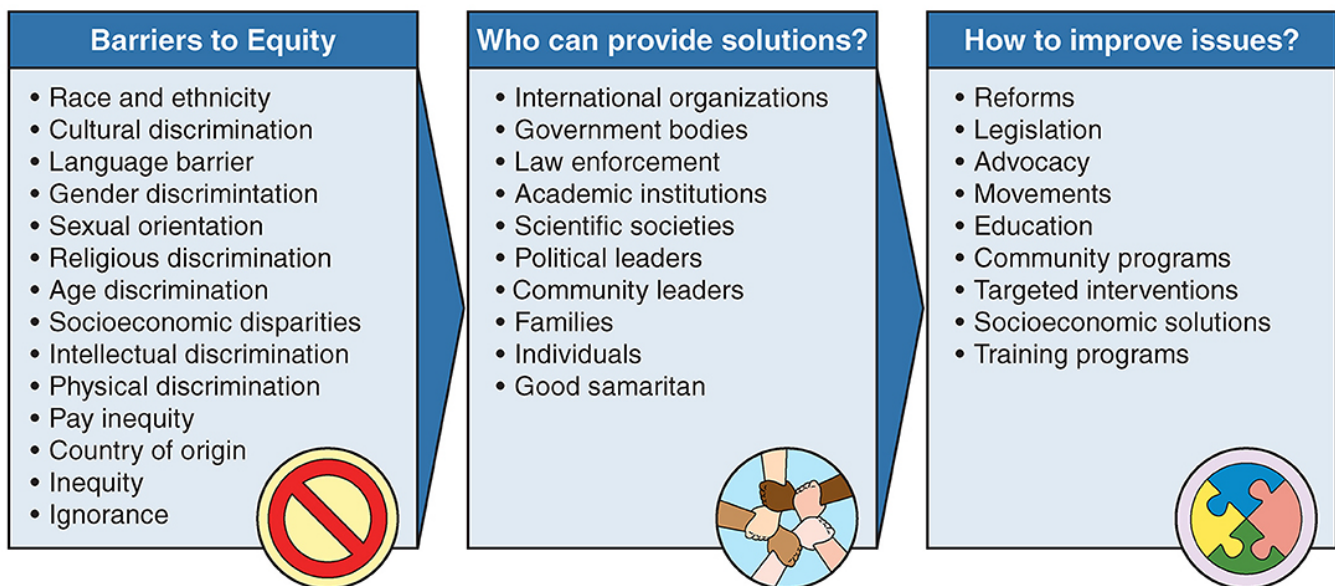 Barriers to Equity
• Race and ethnicity
• Cultural discrimination
• Language barrier
• Gender discrimintation
• Sexual orientation
• Religious discrimination
• Age discrimination
• Socioeconomic disparities
• Intellectual discrimination
• Physical discrimination
• Pay inequity
• Country of origin
• Inequity
• Ignorance
Who can provide solutions?
• International organizations
• Government bodies
• Law enforcement
• Academic institutions
• Scientific societies
• Political leaders
• Community leaders
• Families
• Individuals
• Good samaritan
How to improve issues?
• Reforms
• Legislation
• Advocacy
• Movements
• Education
• Community programs
• Targeted interventions
• Socioeconomic solutions
• Training programs